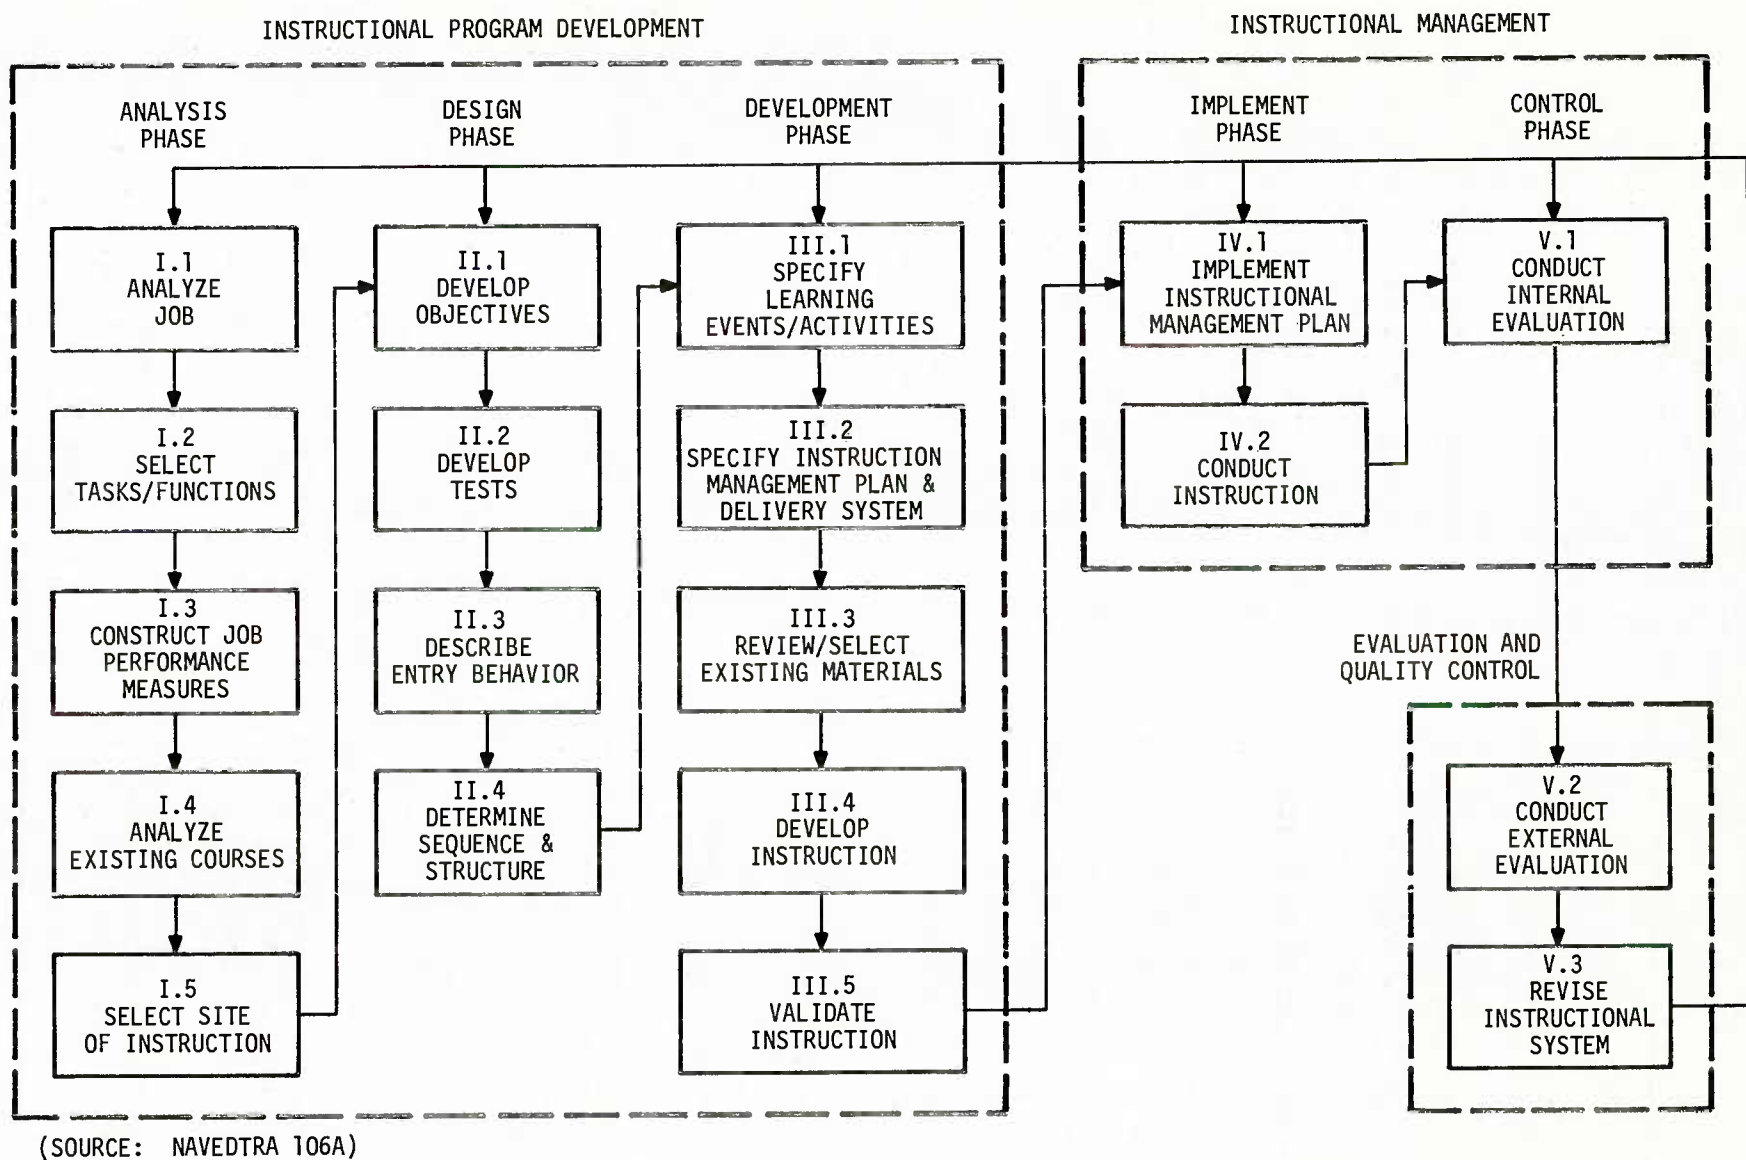 INSTRUCTIONAL PROGRAM DEVELOPMENT
INSTRUCTIONAL MANAGEMENT
ANALYSIS
PHASE
DESIGN
PHASE
DEVELOPMENT
PHASE
IMPLEMENT
PHASE
CONTROL
PHASE
I.1
ANALYZE
JOB
I.2
SELECT
TASKS/FUNCTIONS
I.3
CONSTRUCT JOB
PERFORMANCE
MEASURES
I.4
ANALYZE
EXISTING COURSES
I.5
SELECT SITE
OF INSTRUCTION
II.1
DEVELOP
OBJECTIVES
II.2
DEVELOP
TESTS
II.3
DESCRIBE
ENTRY BEHAVIOR
II.4
DETERMINE
SEQUENCE &
STRUCTURE
III.1
SPECIFY
LEARNING
EVENTS/ACTIVITIES
III.2
SPECIFY INSTRUCTION
MANAGEMENT PLAN &
DELIVERY SYSTEM
III.3
REVIEW/SELECT
EXISTING MATERIALS
III.4
DEVELOP
INSTRUCTION
III.5
VALIDATE
INSTRUCTION
IV.1
IMPLEMENT
INSTRUCTIONAL
MANAGEMENT PLAN
IV.2
CONDUCT
INSTRUCTION
V.1
CONDUCT
INTERNAL
EVALUATION
EVALUATION AND
QUALITY CONTROL
V.2
CONDUCT
EXTERNAL
EVALUATION
V.3
REVISE
INSTRUCTIONAL
SYSTEM
(SOURCE: NAVEDTRA 106A)